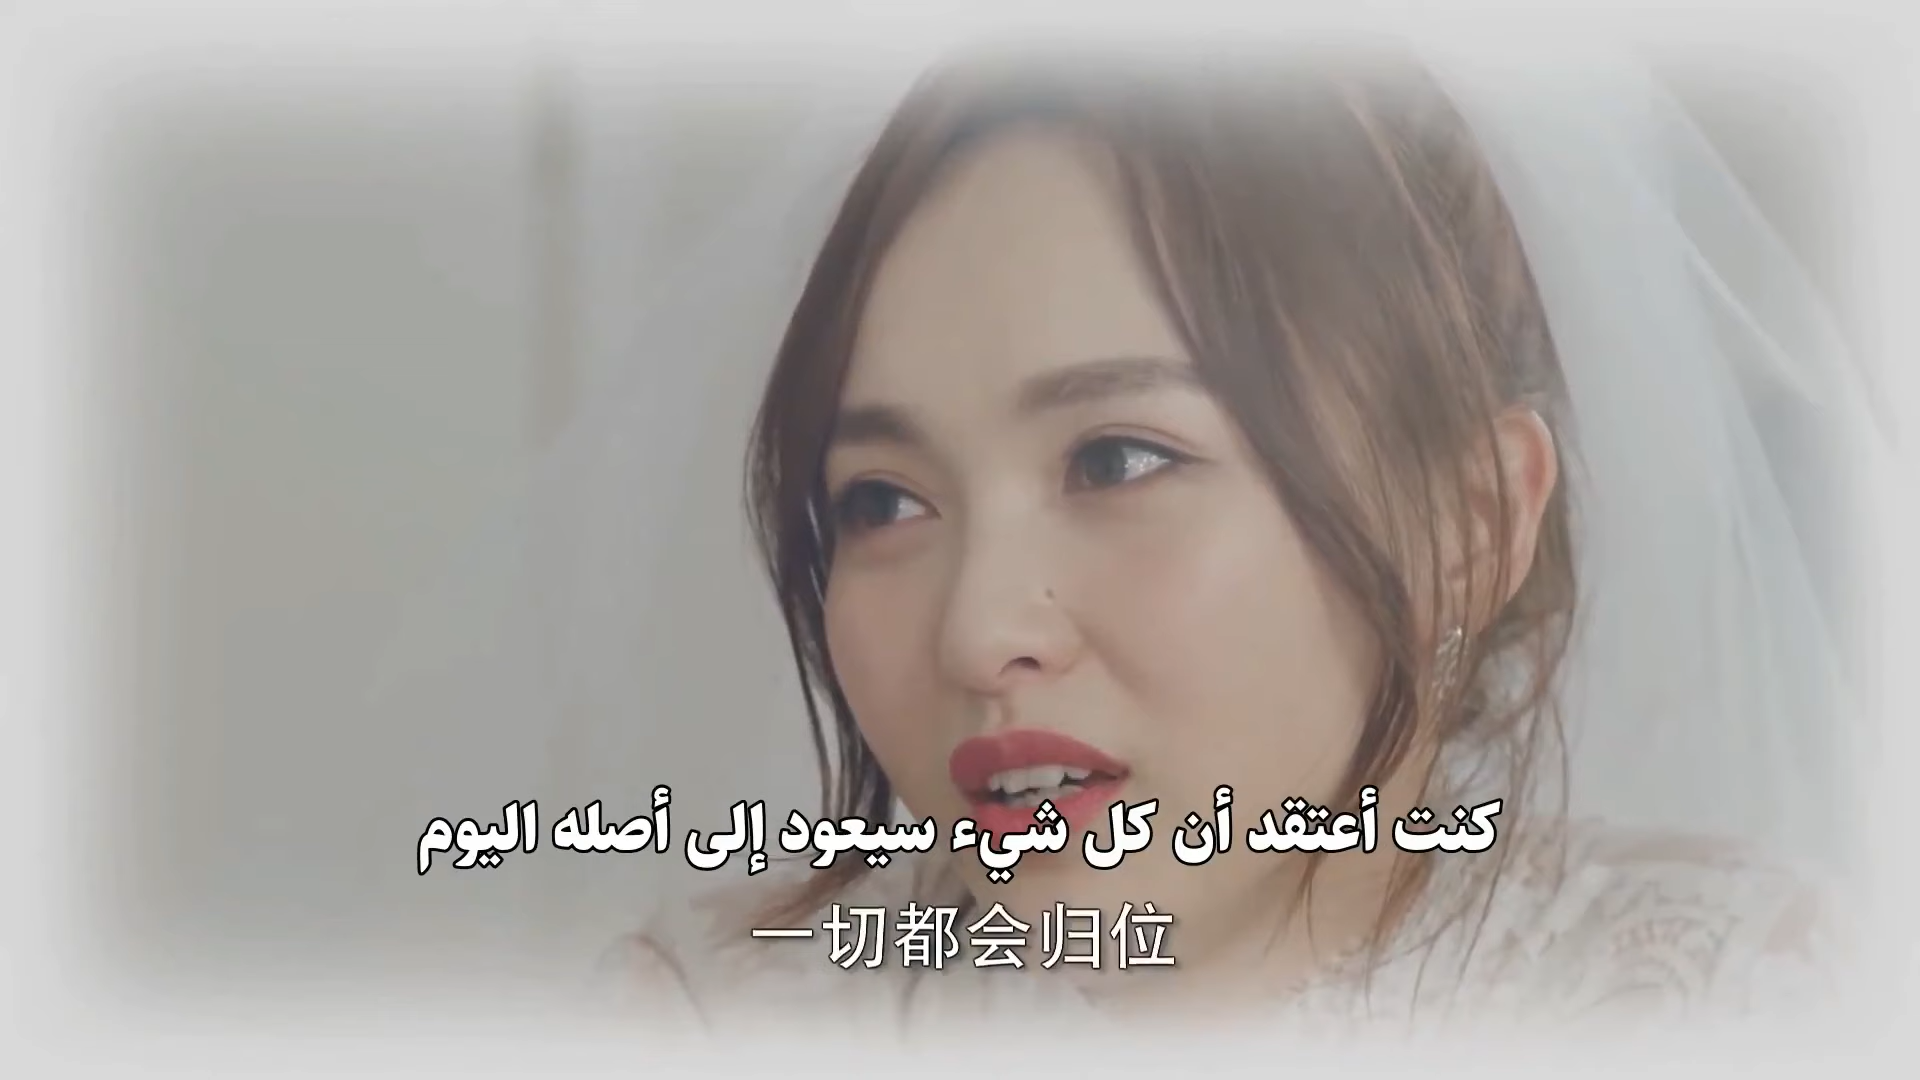 كنت أعتقد أن كل شيء سيعود إلى أصله اليوم
一切都会归位